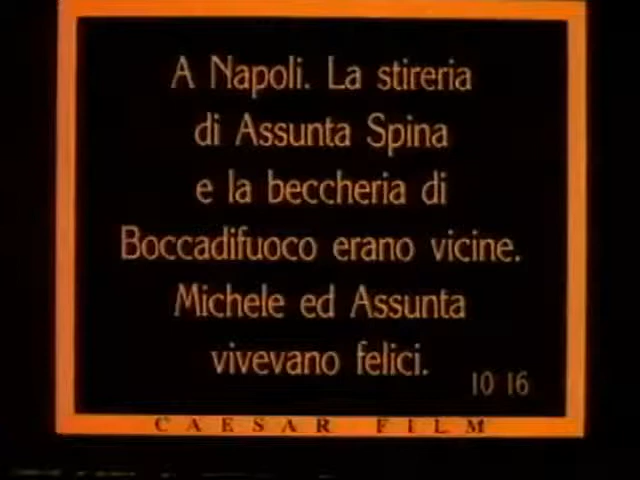 A Napoli. La stireria
di Assunta Spina
e la beccheria di
Boccadifuoco erano vicine.
Michele ed Assunta
vivevano felici.
10 16
CAESAR FILM